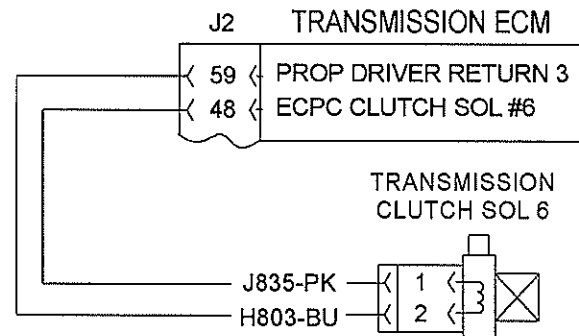 J2 TRANSMISSION ECM
59 PROP DRIVER RETURN 3
48 ECPC CLUTCH SOL #6
TRANSMISSION
CLUTCH SOL 6
J835-PK 1
H803-BU 2